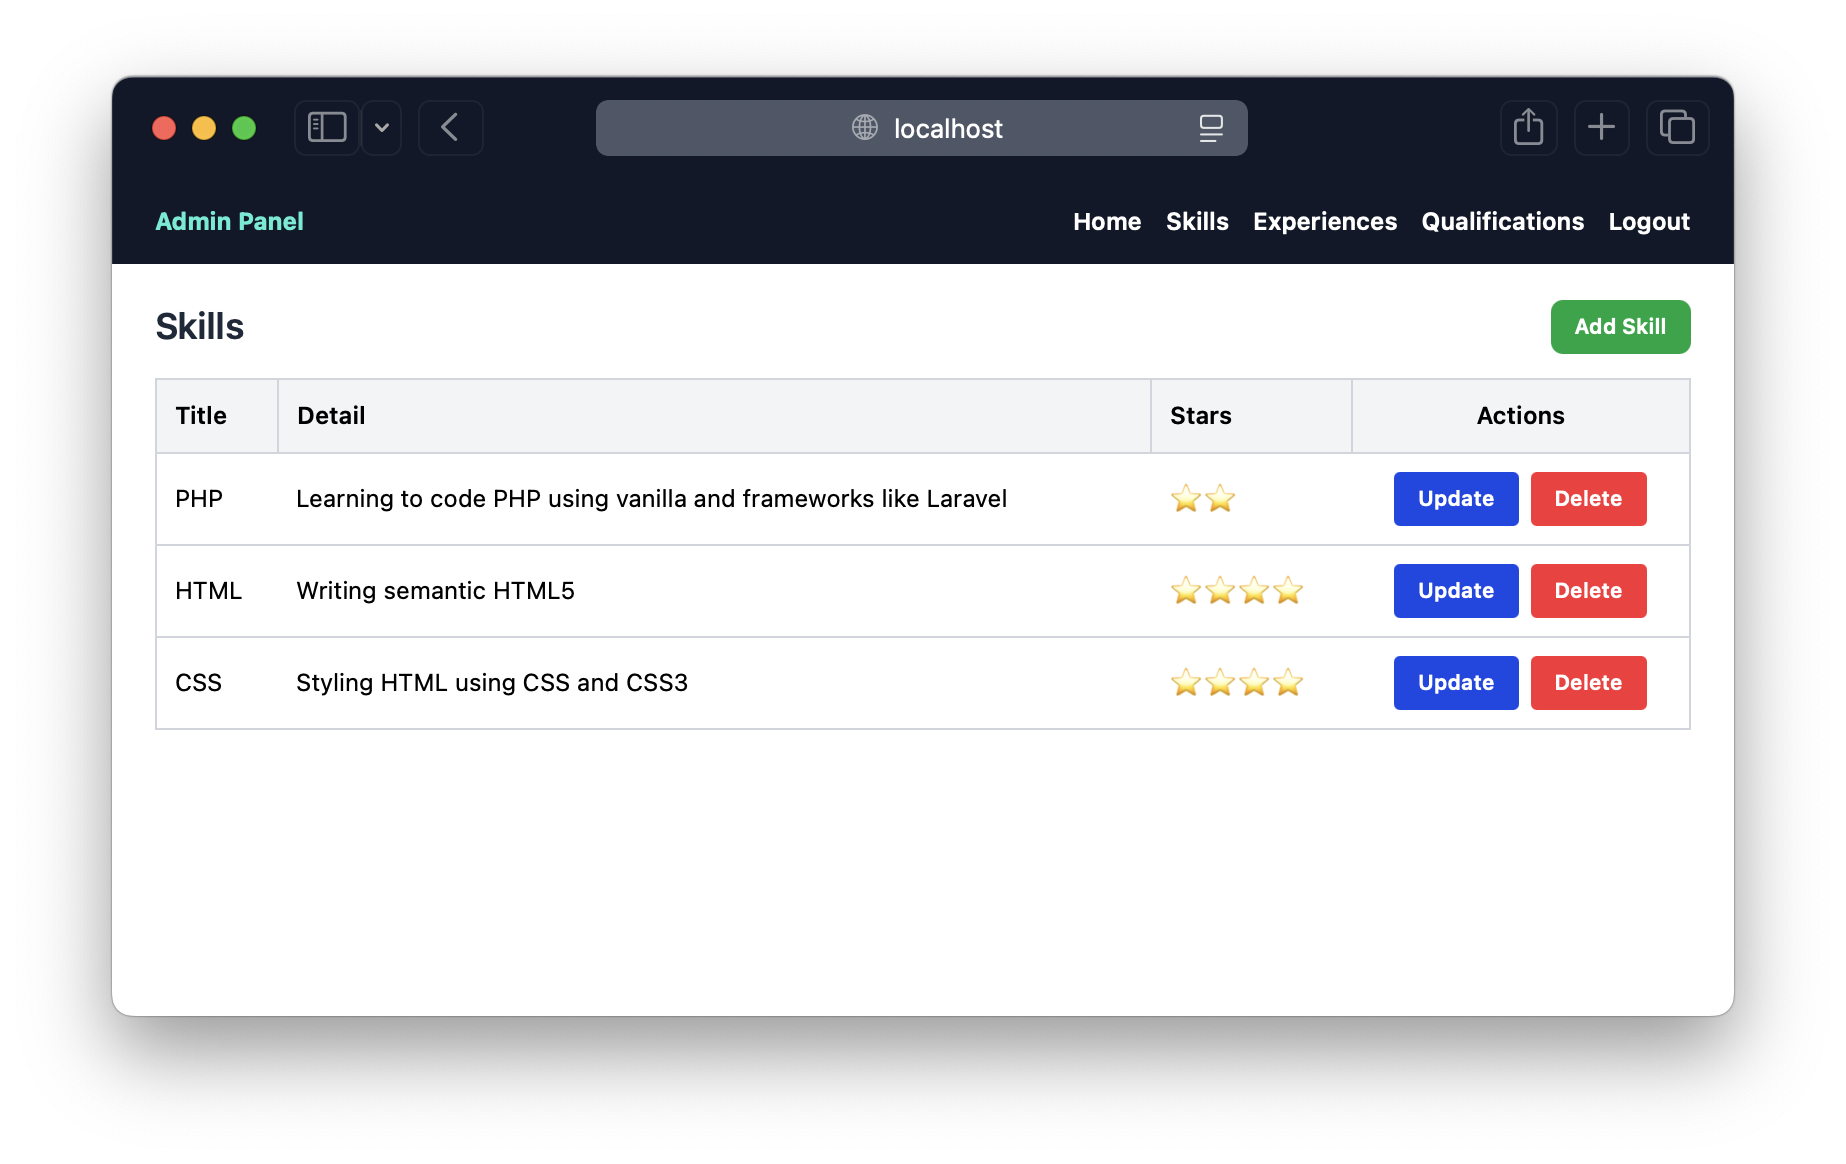 localhost
Admin Panel Home Skills Experiences Qualifications Logout
Skills Add Skill
Title Detail Stars Actions
PHP Learning to code PHP using vanilla and frameworks like Laravel ⭐⭐ Update Delete
HTML Writing semantic HTML5 ⭐⭐⭐⭐ Update Delete
CSS Styling HTML using CSS and CSS3 ⭐⭐⭐⭐ Update Delete